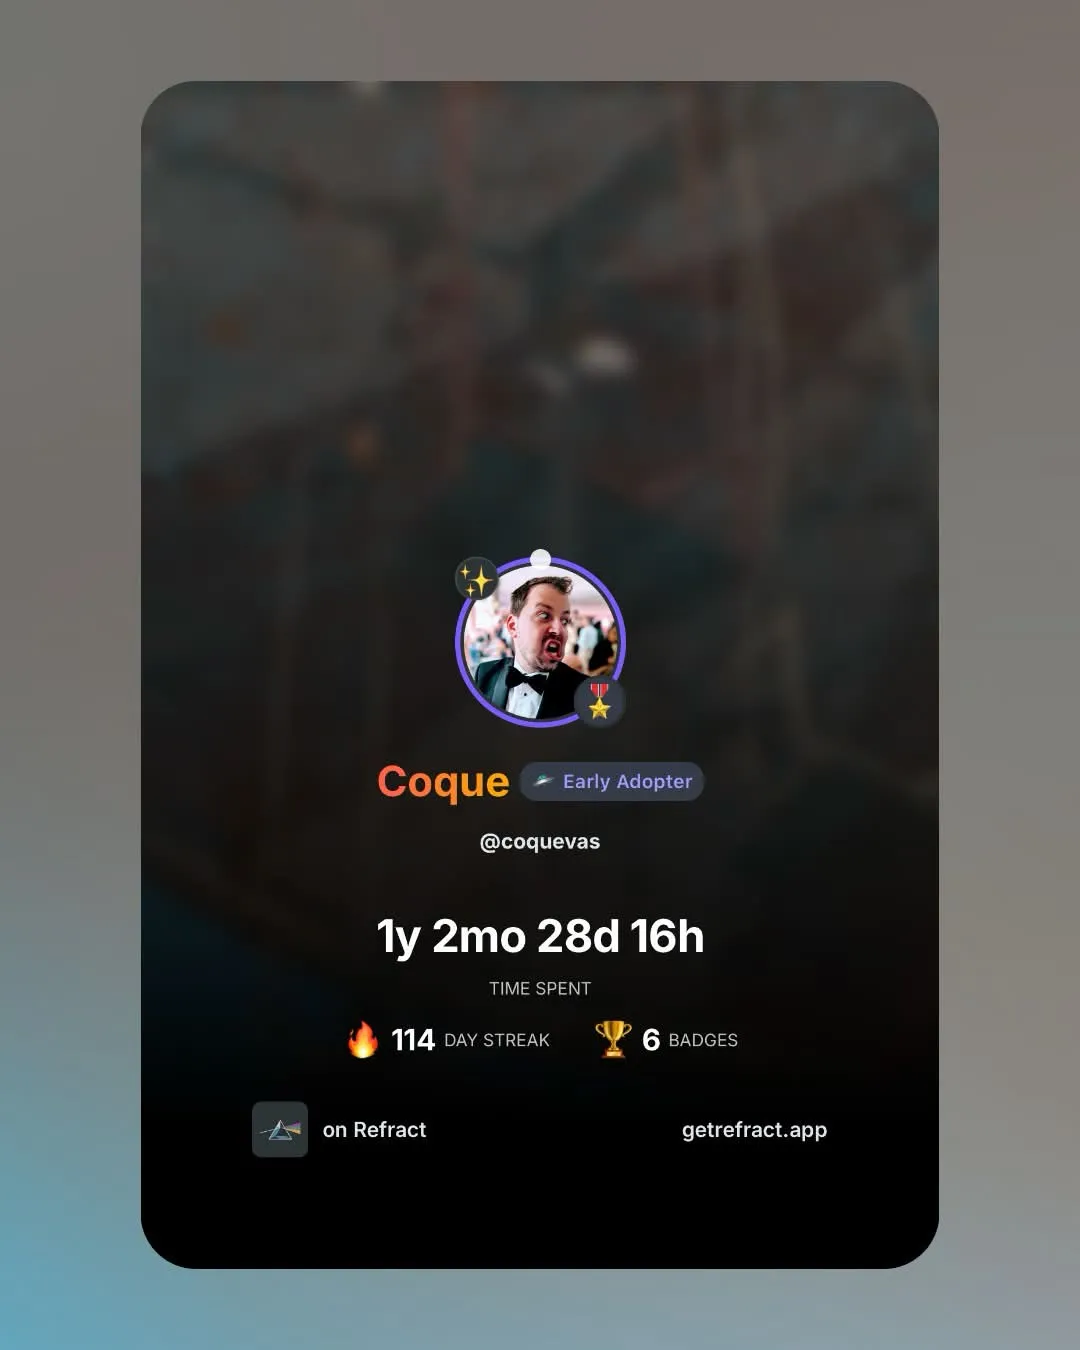 Coque Early Adopter
@coquevas
1y 2mo 28d 16h
TIME SPENT
114 DAY STREAK 6 BADGES
on Refract getrefract.app